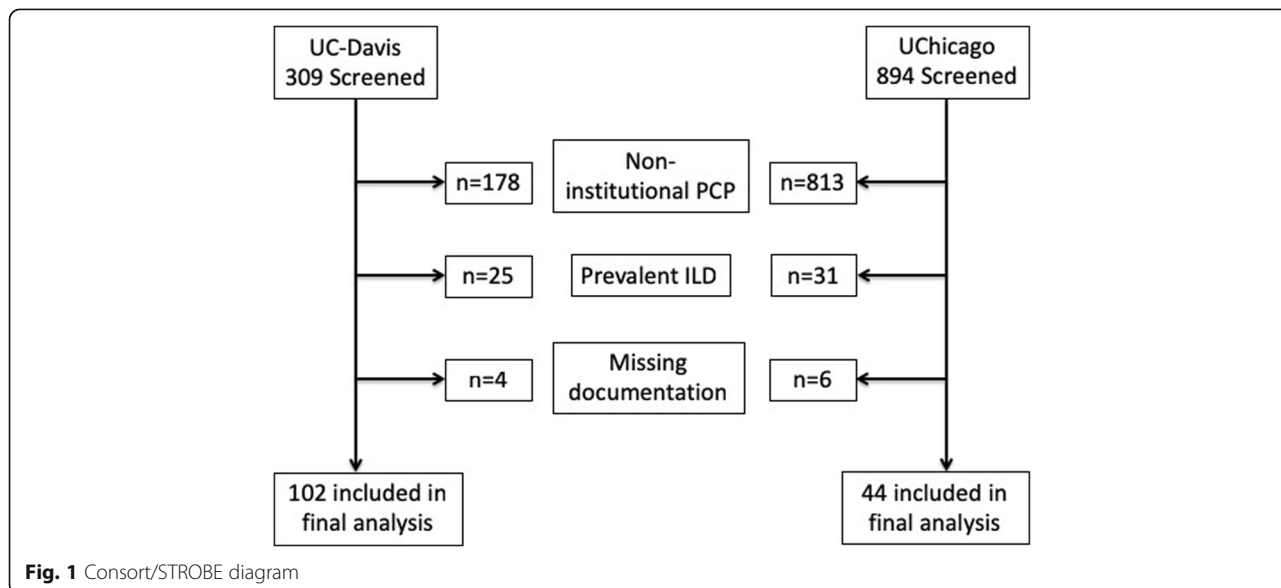 UC-Davis
309 Screened
UChicago
894 Screened
n=178
Non-
institutional PCP
n=813
n=25
Prevalent ILD
n=31
n=4
Missing
documentation
n=6
102 included in
final analysis
44 included in
final analysis
Fig. 1 Consort/STROBE diagram